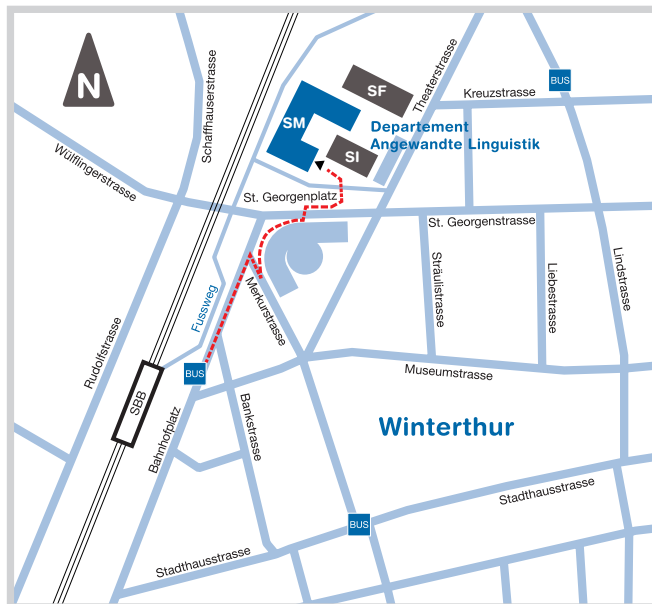 N
Schaffhauserstrasse
Wülflingerstrasse
SF
SM
SI
Theaterstrasse
BUS
Kreuzstrasse
Departement
Angewandte Linguistik
St. Georgenplatz
St. Georgenstrasse
Fussweg
Merkurstrasse
Sträulistrasse
Liebestrasse
Lindstrasse
Rudolfstrasse
SBB
BUS
Museumstrasse
Bahnhofplatz
Bankstrasse
Winterthur
BUS
Stadthausstrasse
Stadthausstrasse